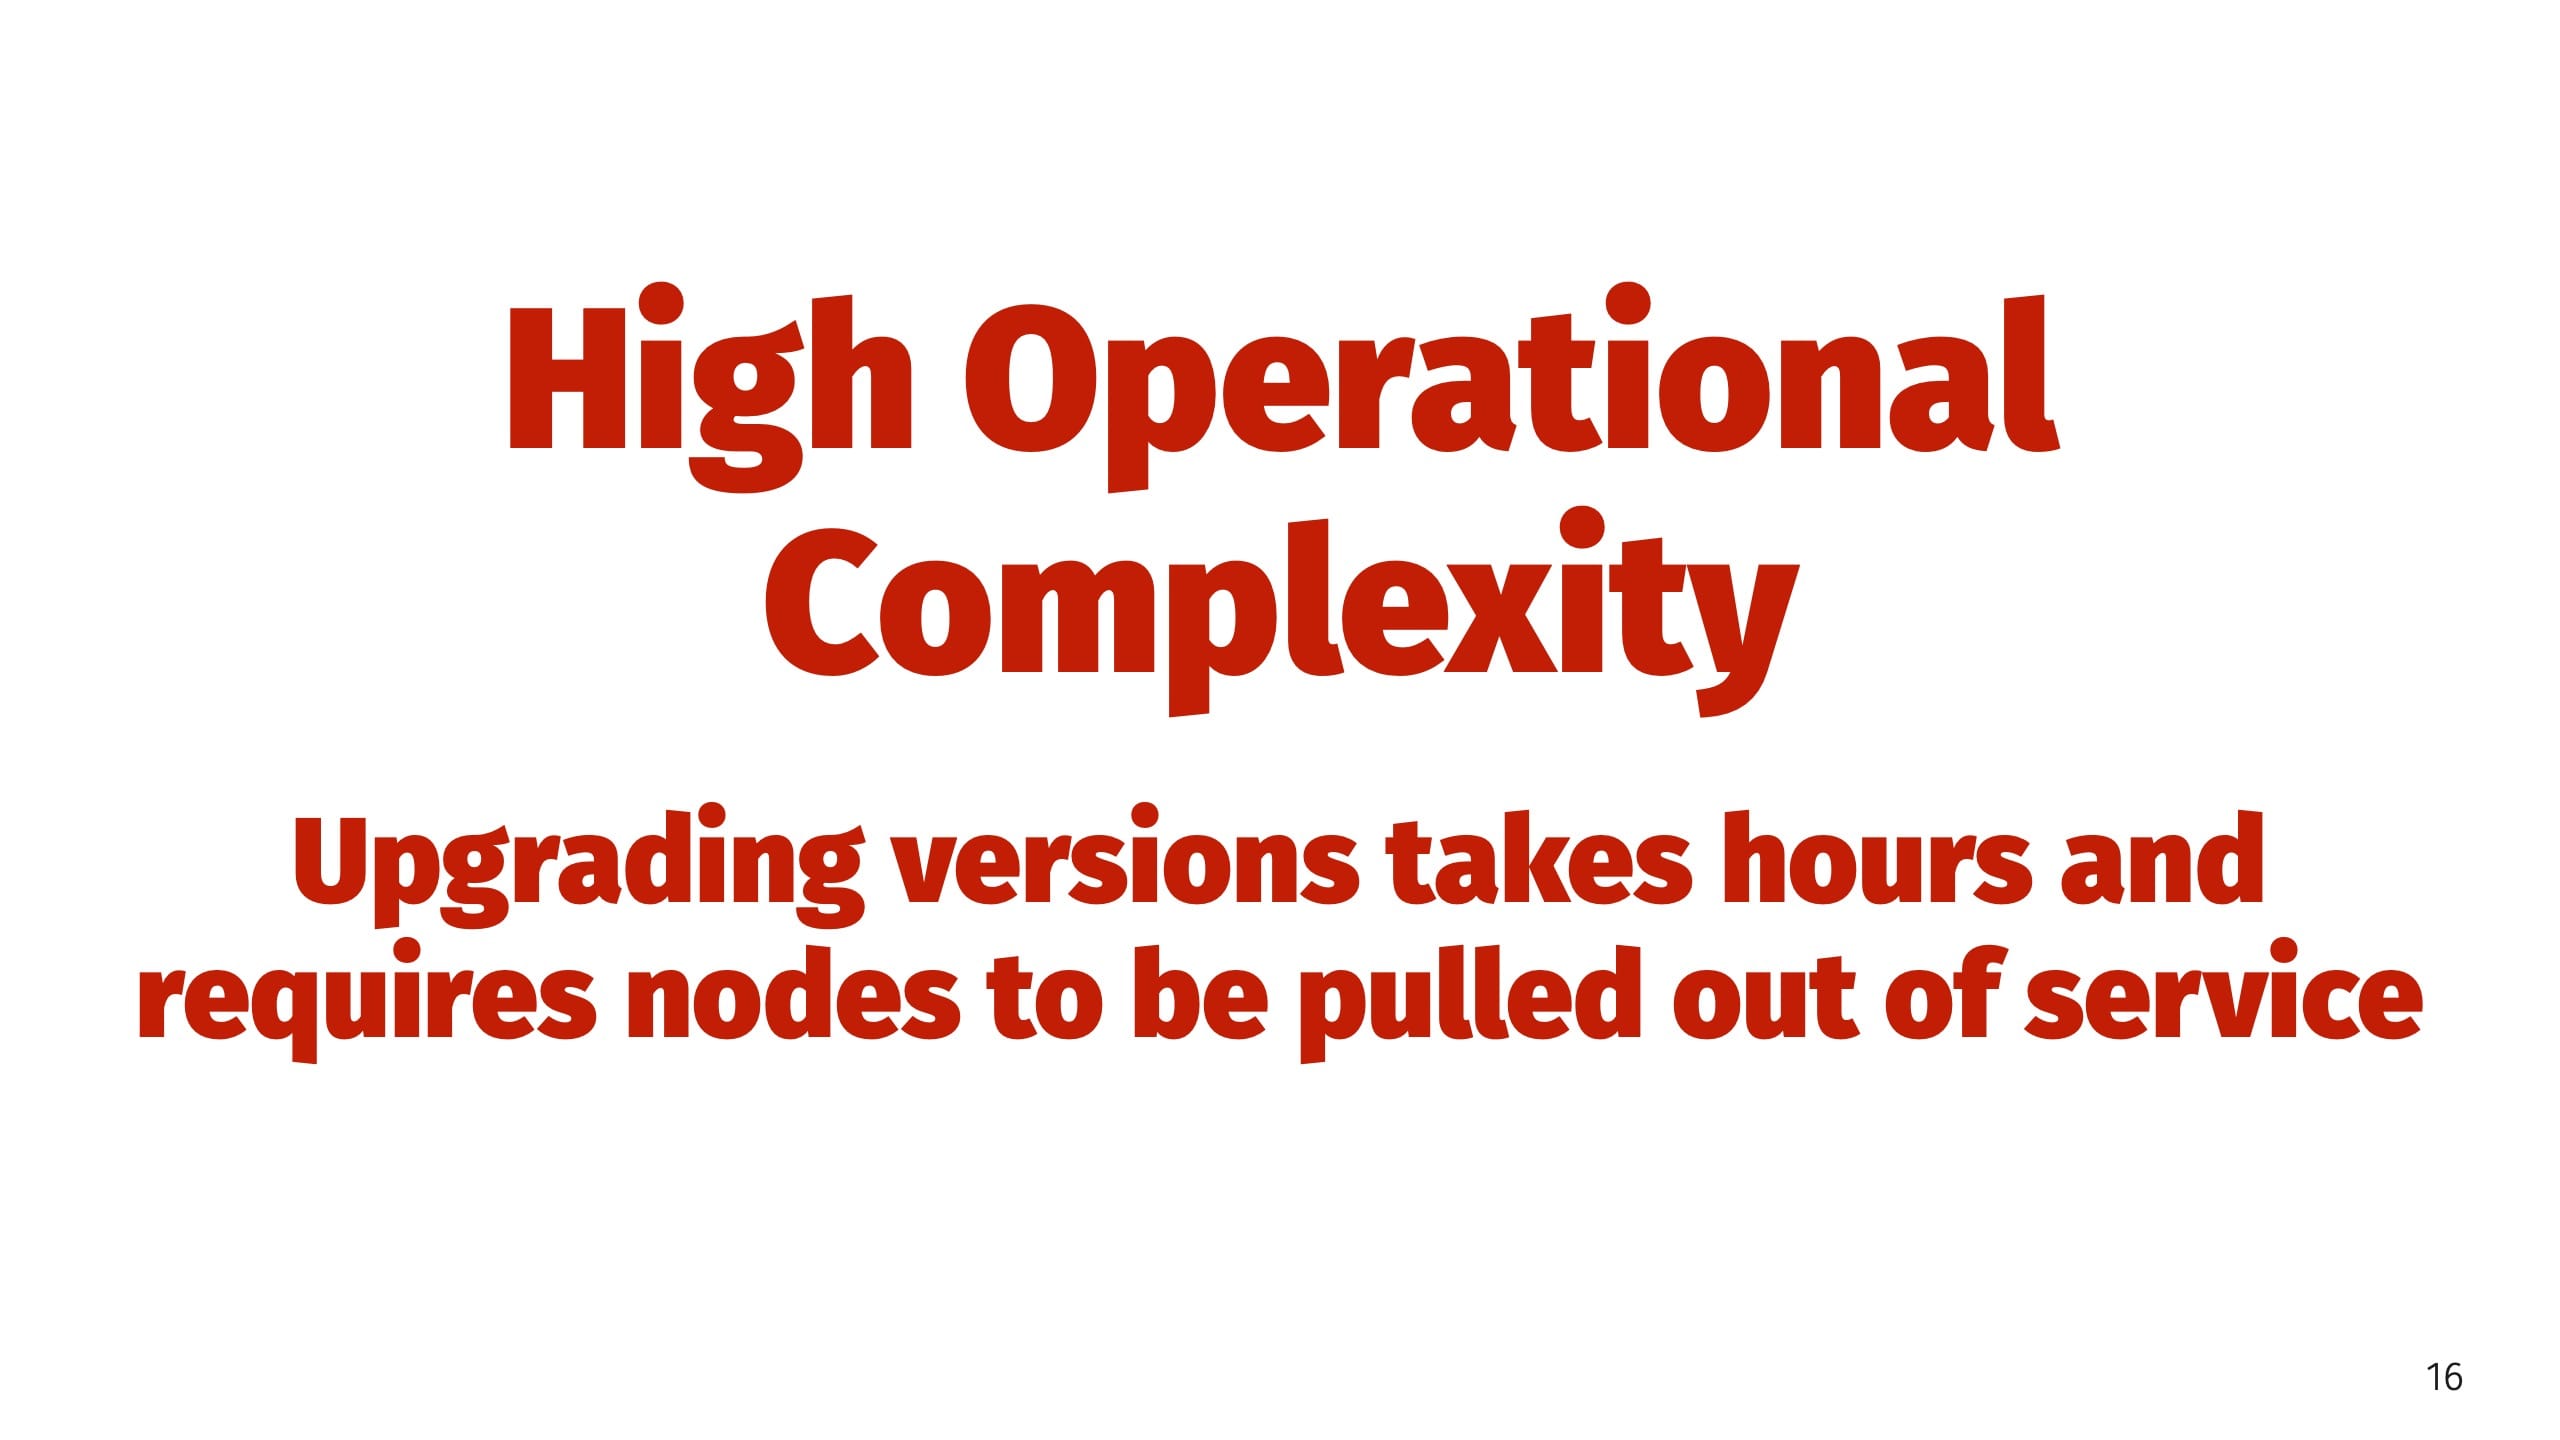 High Operational
Complexity
Upgrading versions takes hours and
requires nodes to be pulled out of service
16